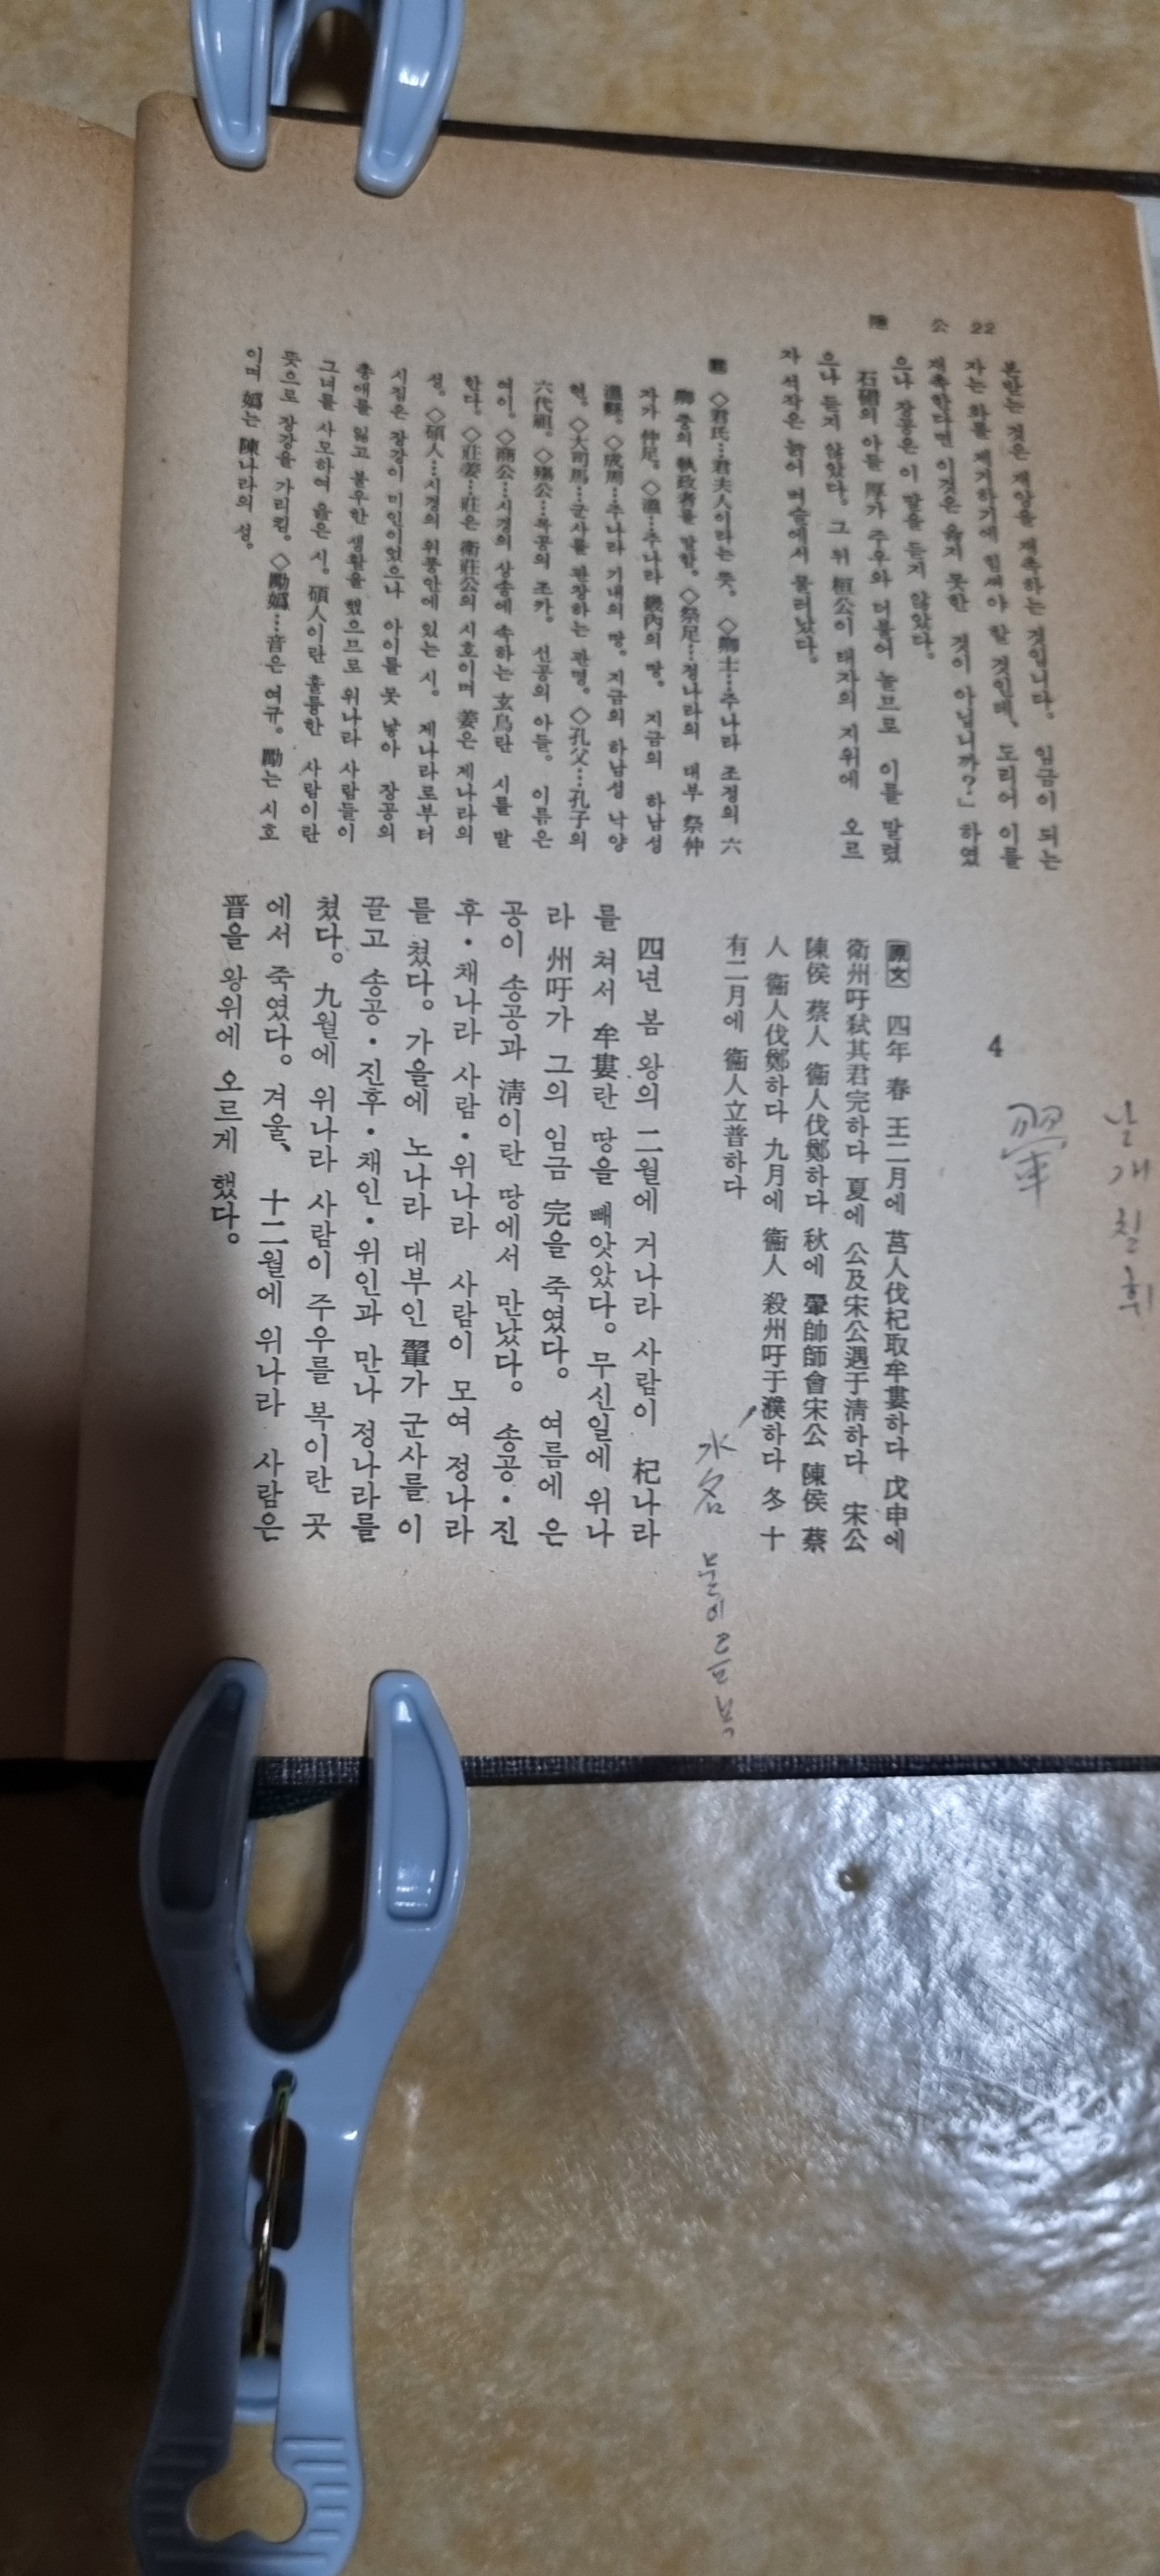 隱 公 22
본받는 것은 재앙을 재촉하는 것입니다. 임금이 되는
자는 화를 제거하기에 힘써야 할 것인데, 도리어 이를
재촉한다면 이것은 옳지 못한 것이 아닙니까?」 하였
으나 장공은 이 말을 듣지 않았다.
石碏의 아들 厚가 주우와 더불어 놀므로 이를 말렸
으나 듣지 않았다. 그 뒤 桓公이 태자의 지위에 오르
자 석작은 늙어 벼슬에서 물러났다.
註 ◇君氏…君夫人이라는 뜻. ◇卿士…주나라 조정의 六
卿 중의 執政者를 말함. ◇祭足…정나라의 대부 祭仲
자가 仲足. ◇溫…주나라 畿內의 땅. 지금의 하남성
溫縣. ◇成周…주나라 기내의 땅. 지금의 하남성 낙양
현. ◇大司馬…군사를 관장하는 관명. ◇孔父…孔子의
六代祖. ◇殤公…목공의 조카. 선공의 아들. 이름은
여이. ◇商公…시경의 상송에 속하는 玄鳥란 시를 말
한다. ◇莊姜…莊은 衛莊公의 시호이며 姜은 제나라의
성. ◇碩人…시경의 위풍안에 있는 시. 제나라로부터
시집은 장강이 미인이었으나 아이를 못 낳아 장공의
총애를 잃고 불우한 생활을 했으므로 위나라 사람들이
그녀를 사모하여 읊은 시. 碩人이란 훌륭한 사람이란
뜻으로 장강을 가리킴. ◇勵嬀…音은 여규. 勵는 시호
이며 嬀는 陳나라의 성.
날개칠 휘
翬
4
原文 四年 春 王二月에 莒人伐杞取牟婁하다 戊申에
衛州吁弑其君完하다 夏에 公及宋公遇于淸하다 宋公
陳侯 蔡人 衞人伐鄭하다 秋에 翬帥師會宋公 陳侯 蔡
人 衞人伐鄭하다 九月에 衞人 殺州吁于濮하다 冬 十
有二月에 衞人立普하다
水名 물이름 복
四년 봄 왕의 二월에 거나라 사람이 杞나라
를 쳐서 牟婁란 땅을 빼앗았다. 무신일에 위나
라 州吁가 그의 임금 完을 죽였다. 여름에 은
공이 송공과 淸이란 땅에서 만났다. 송공・진
후・채나라 사람・위나라 사람이 모여 정나라
를 쳤다. 가을에 노나라 대부인 翬가 군사를 이
끌고 송공・진후・채인・위인과 만나 정나라를
쳤다. 九월에 위나라 사람이 주우를 복이란 곳
에서 죽였다. 겨울、 十二월에 위나라 사람은
晋을 왕위에 오르게 했다.